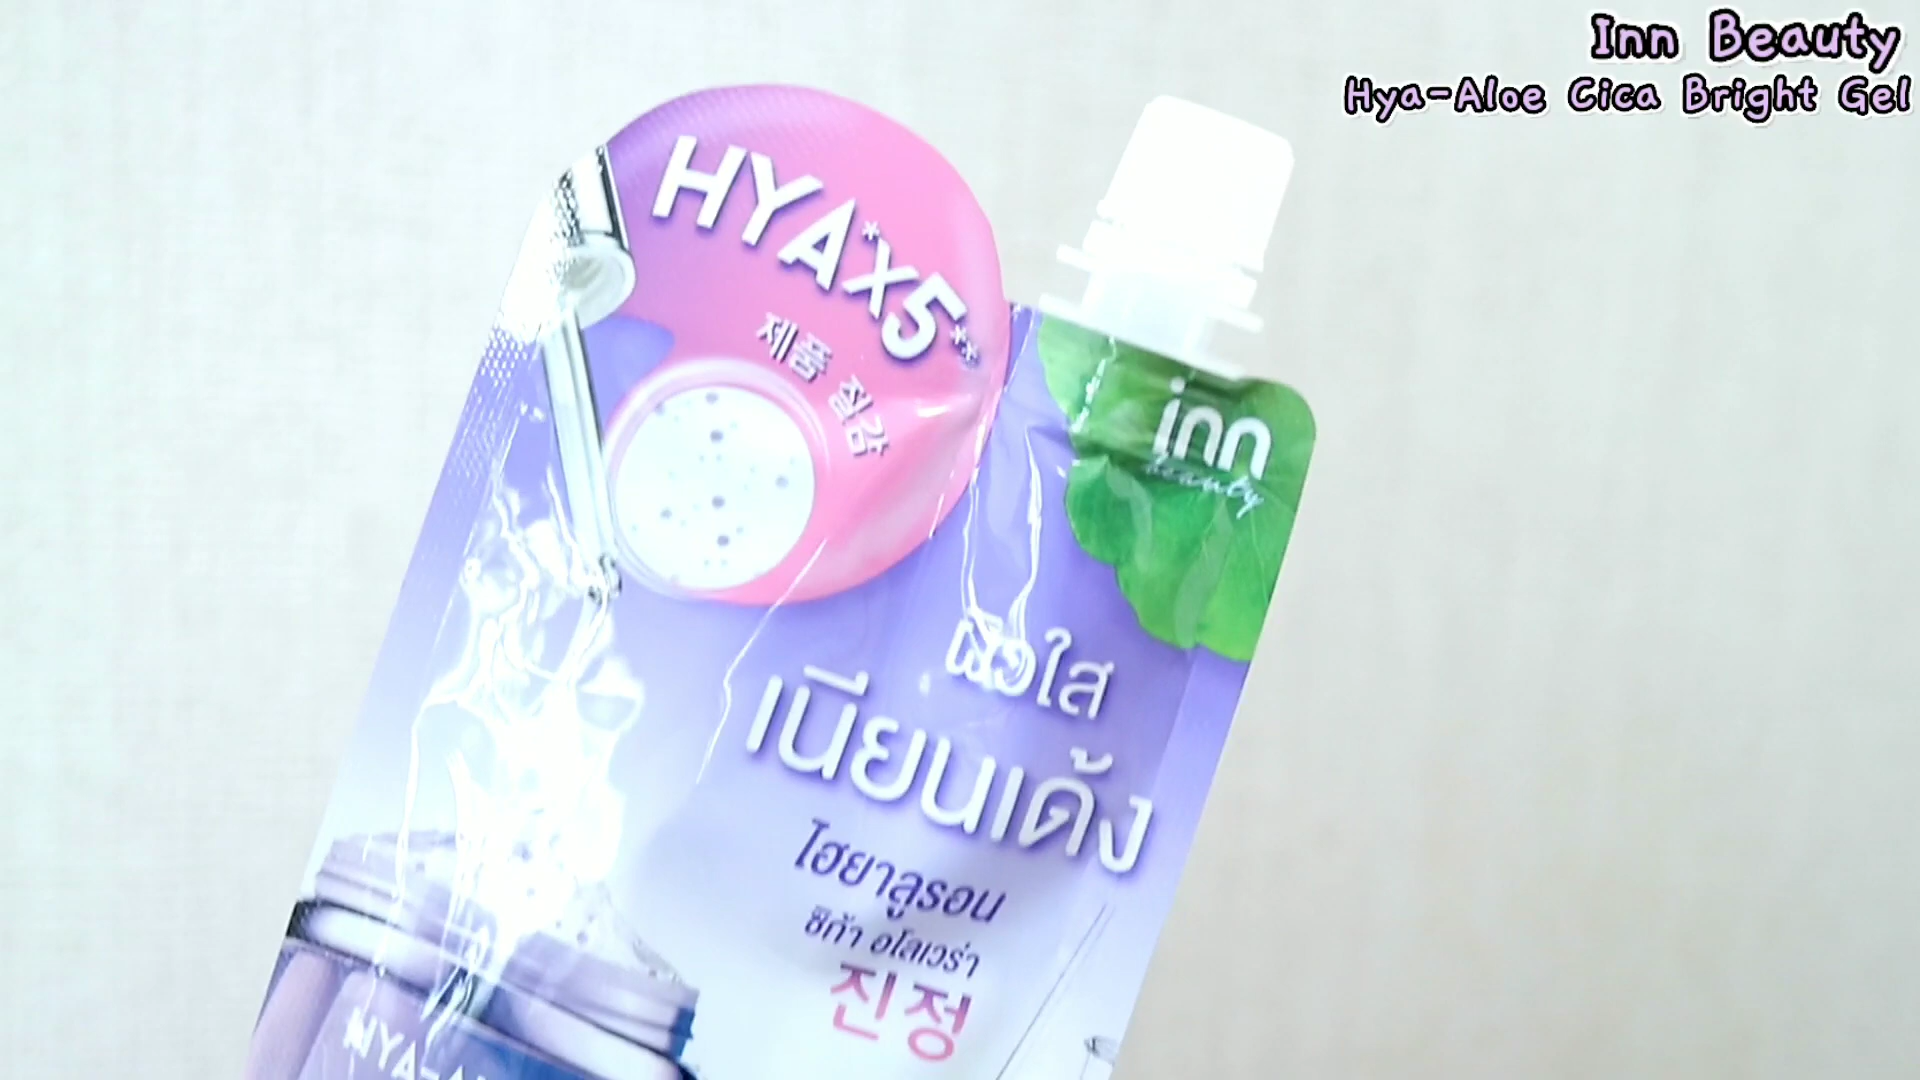 Inn Beauty
Hya-Aloe Cica Bright Gel
HYA*x5**
제품 질감
inn
beauty
ผิวใส
เนียนเด้ง
ไฮยาลูรอน
ซิก้า อโลเวร่า
진정